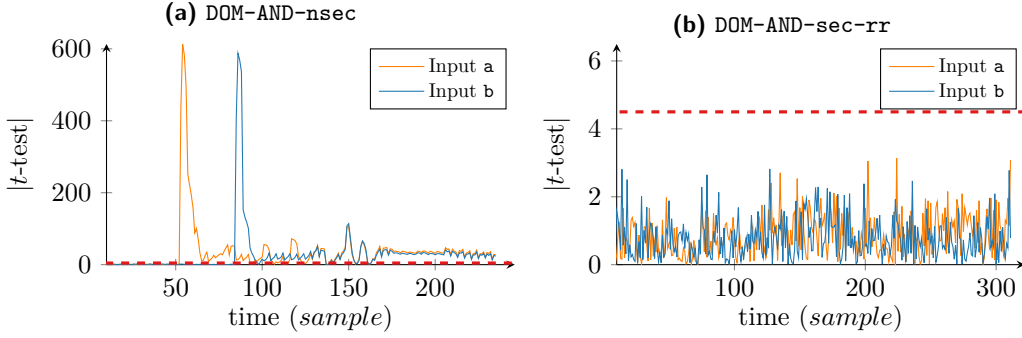 (a) DOM-AND-nsec
600
400
200
0
50
100
150
200
|t-test|
time (sample)
Input a
Input b
(b) DOM-AND-sec-rr
6
4
2
0
100
200
300
|t-test|
time (sample)
Input a
Input b